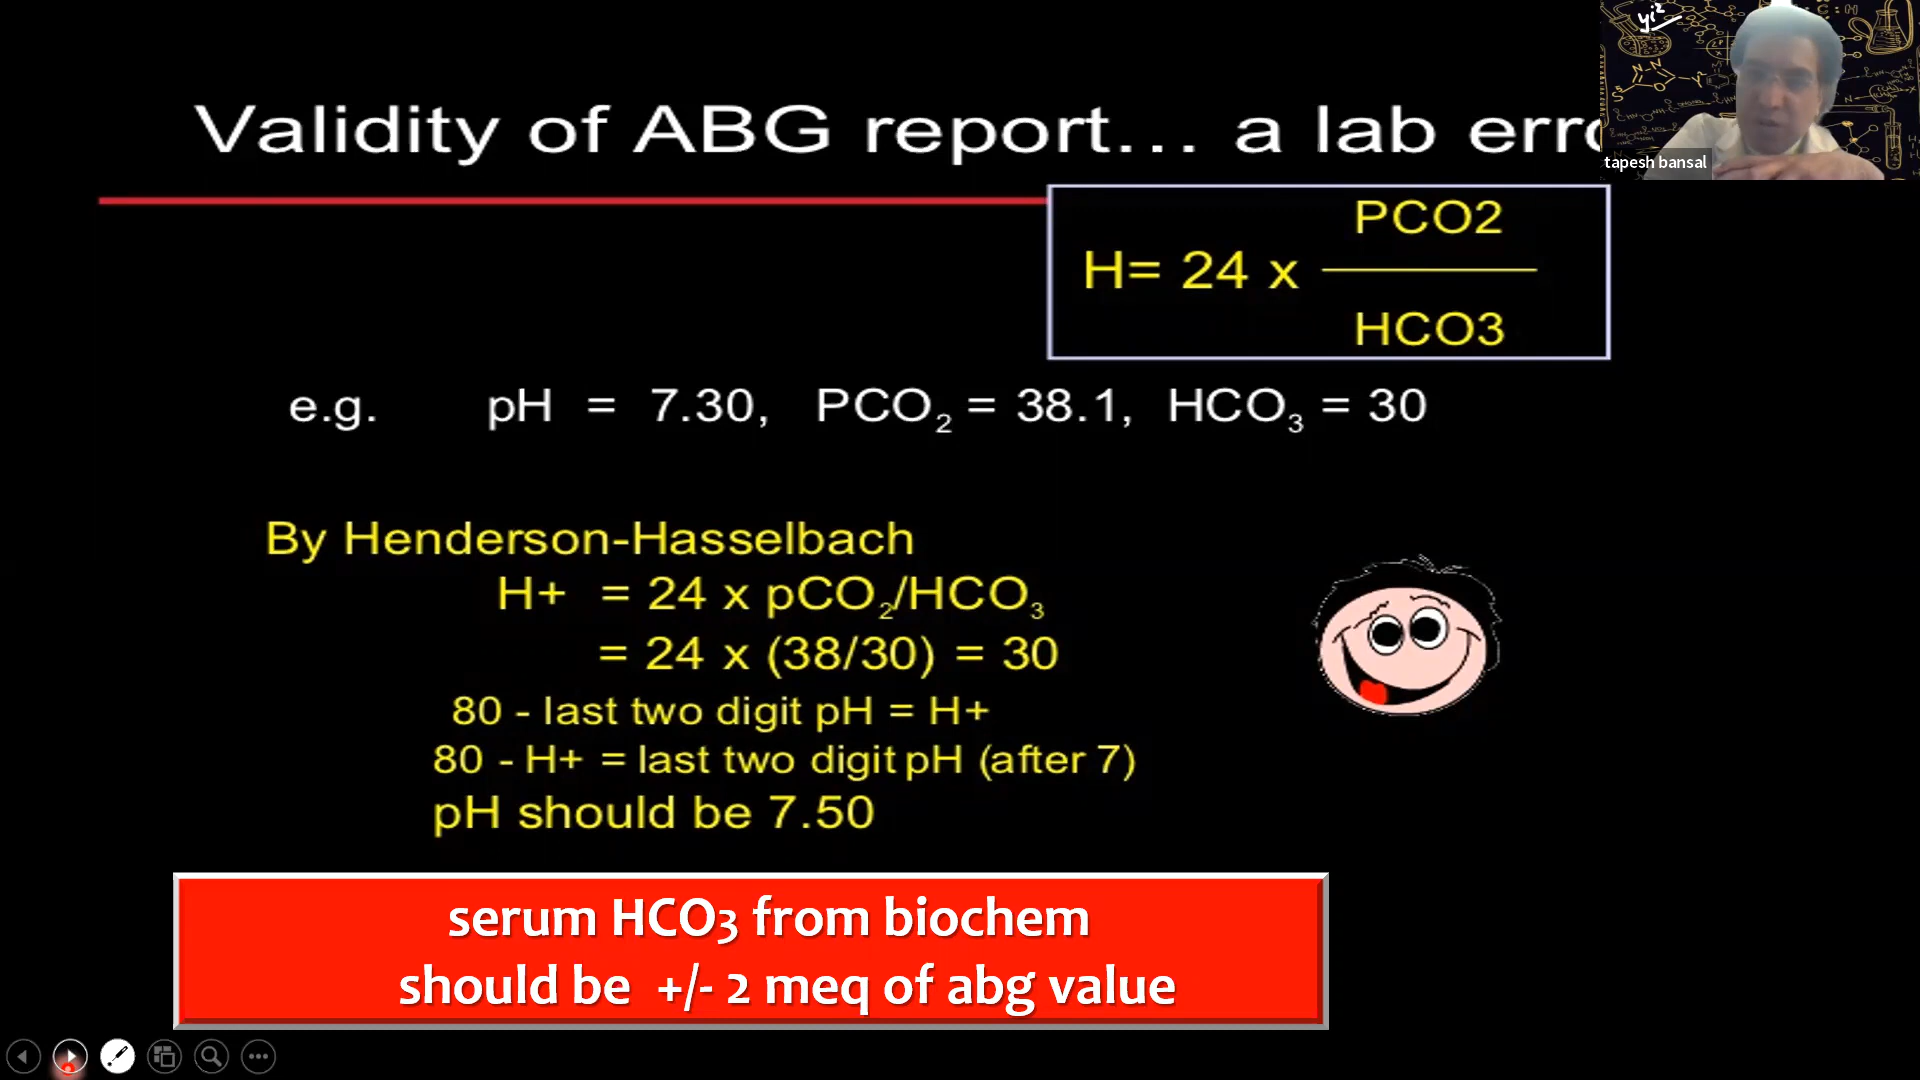 Validity of ABG report... a lab erro
tapesh bansal
PCO2
H= 24 x
HCO3
e.g. pH = 7.30, PCO2 = 38.1, HCO3 = 30
By Henderson-Hasselbach
H+ = 24 x pCO2/HCO3
= 24 x (38/30) = 30
80 - last two digit pH = H+
80 - H+ = last two digit pH (after 7)
pH should be 7.50
serum HCO3 from biochem
should be +/- 2 meq of abg value